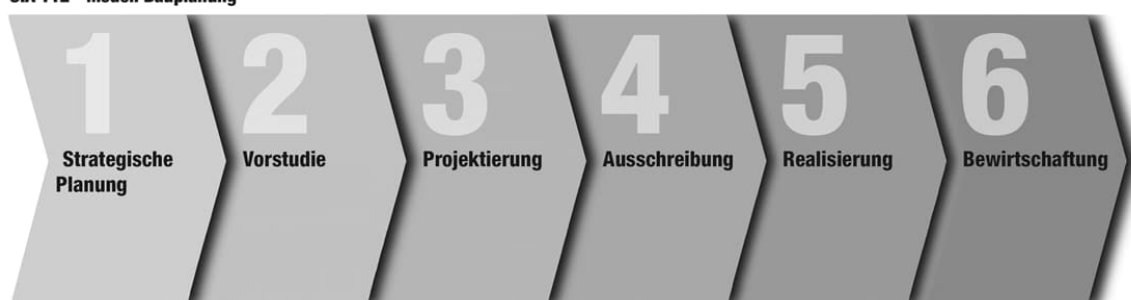 1
Strategische
Planung
2
Vorstudie
3
Projektierung
4
Ausschreibung
5
Realisierung
6
Bewirtschaftung